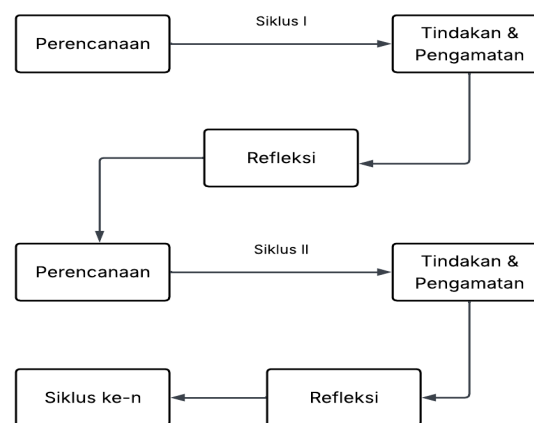 Siklus I
Perencanaan
Tindakan &
Pengamatan
Refleksi
Siklus II
Perencanaan
Tindakan &
Pengamatan
Siklus ke-n
Refleksi